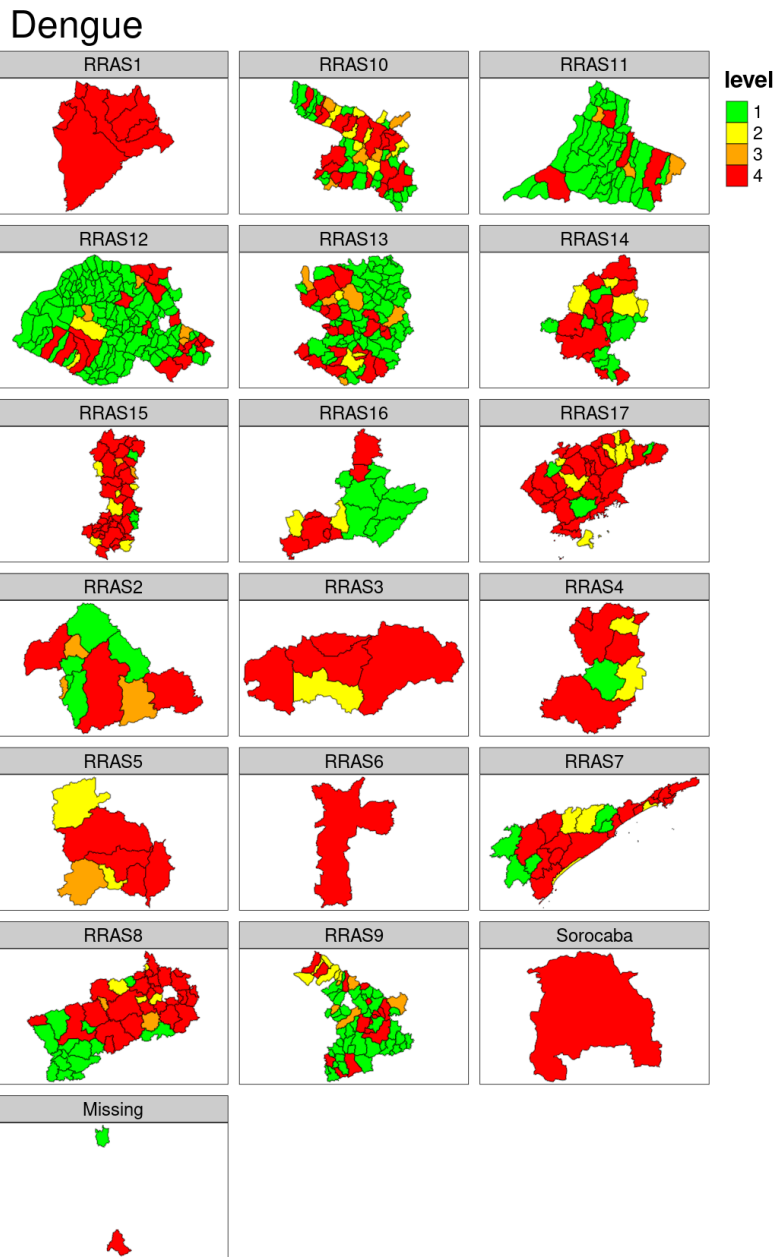 Dengue
RRAS1
RRAS10
RRAS11
level
1
2
3
4
RRAS12
RRAS13
RRAS14
RRAS15
RRAS16
RRAS17
RRAS2
RRAS3
RRAS4
RRAS5
RRAS6
RRAS7
RRAS8
RRAS9
Sorocaba
Missing